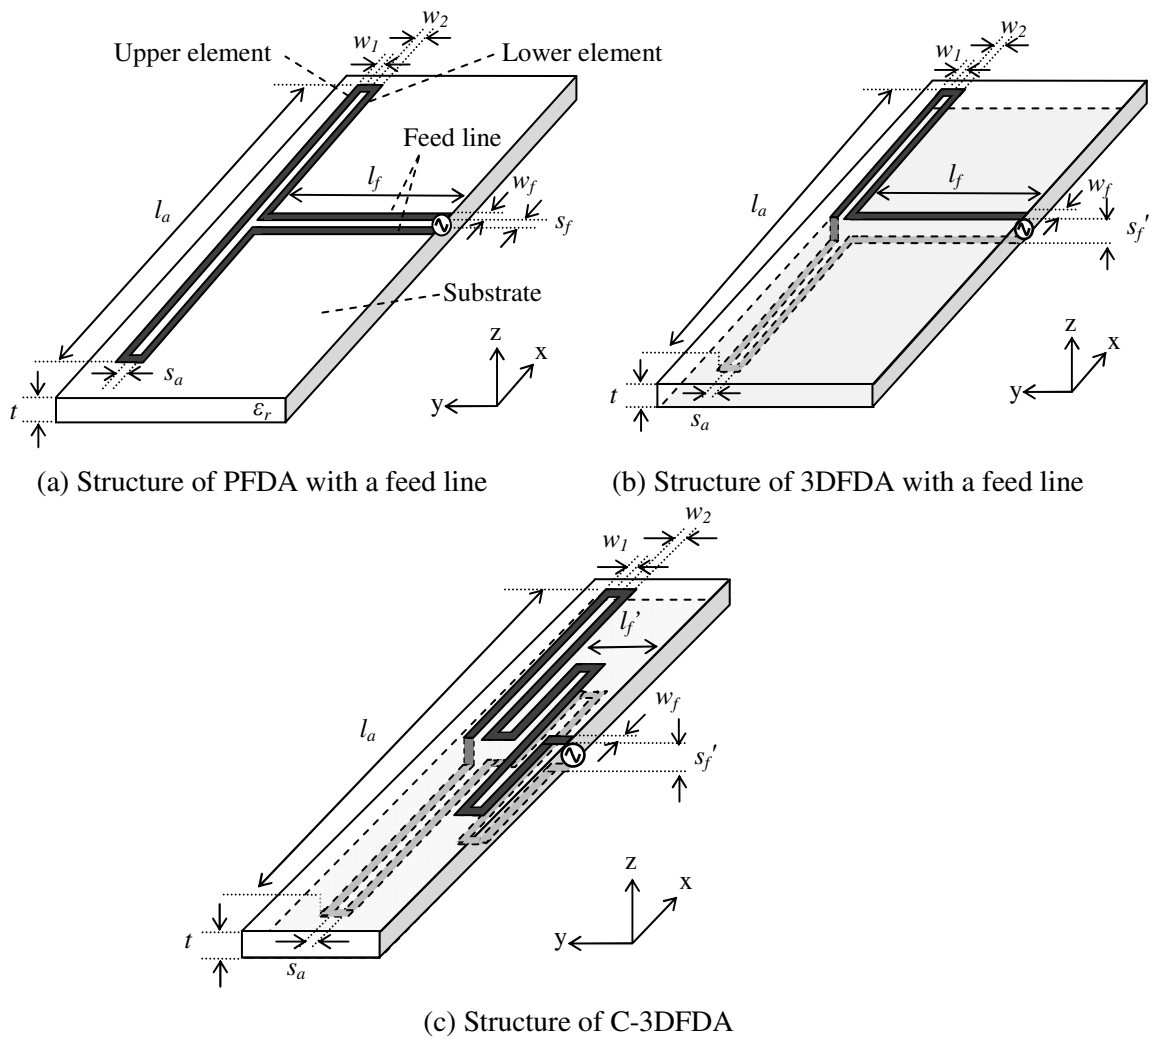 w2
w1
Upper element
Lower element
Feed line
lf
wf
la
sf
Substrate
sa
z
x
y
t
εr
(a) Structure of PFDA with a feed line
w2
w1
lf
wf
la
sf'
z
x
y
t
sa
(b) Structure of 3DFDA with a feed line
w2
w1
lf'
wf
la
sf'
z
x
y
t
sa
(c) Structure of C-3DFDA